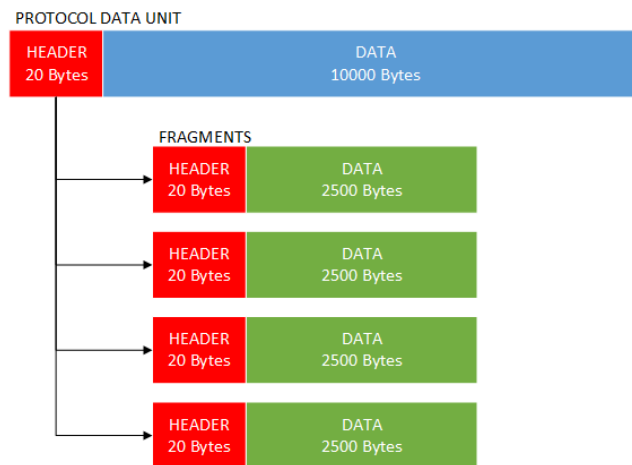 PROTOCOL DATA UNIT
HEADER
20 Bytes
DATA
10000 Bytes
FRAGMENTS
HEADER
20 Bytes
DATA
2500 Bytes
HEADER
20 Bytes
DATA
2500 Bytes
HEADER
20 Bytes
DATA
2500 Bytes
HEADER
20 Bytes
DATA
2500 Bytes